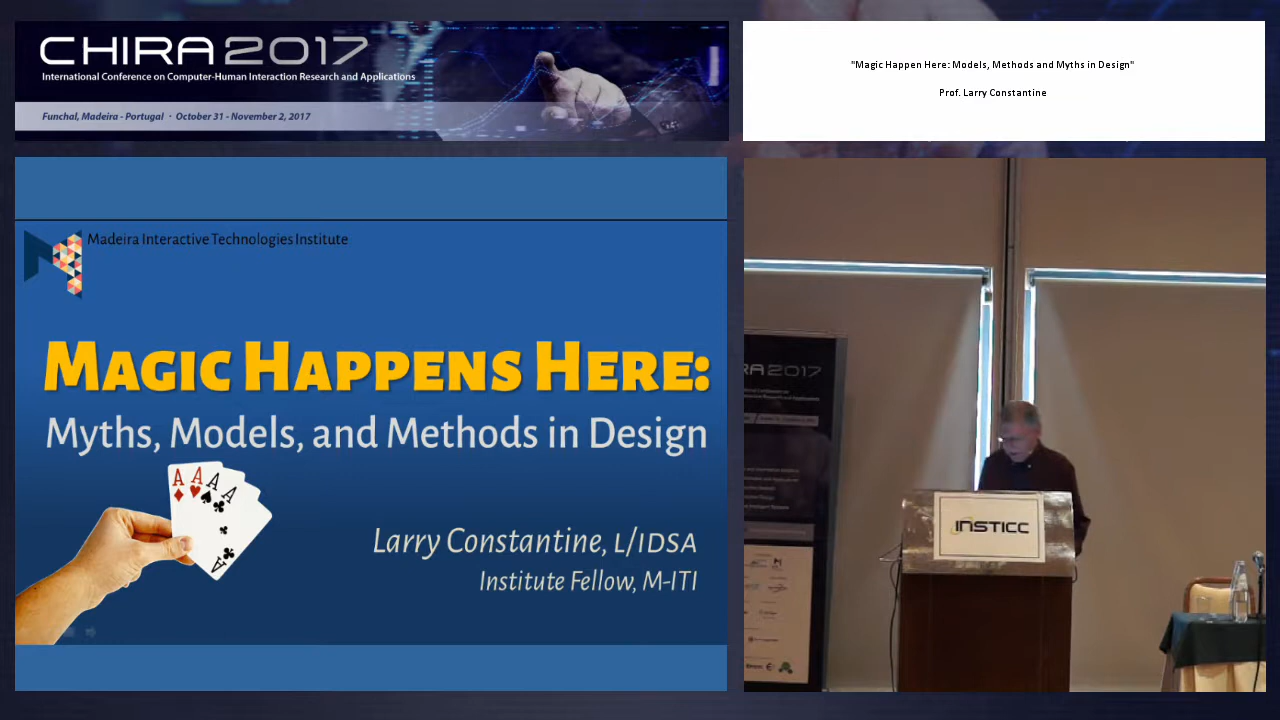 CHIRA 2017
International Conference on Computer-Human Interaction Research and Applications
Funchal, Madeira - Portugal · October 31 - November 2, 2017
"Magic Happen Here: Models, Methods and Myths in Design"
Prof. Larry Constantine
Madeira Interactive Technologies Institute
MAGIC HAPPENS HERE:
Myths, Models, and Methods in Design
A
A
A
A
A
Larry Constantine, L/IDSA
Institute Fellow, M-ITI
RA2017
INSTICC